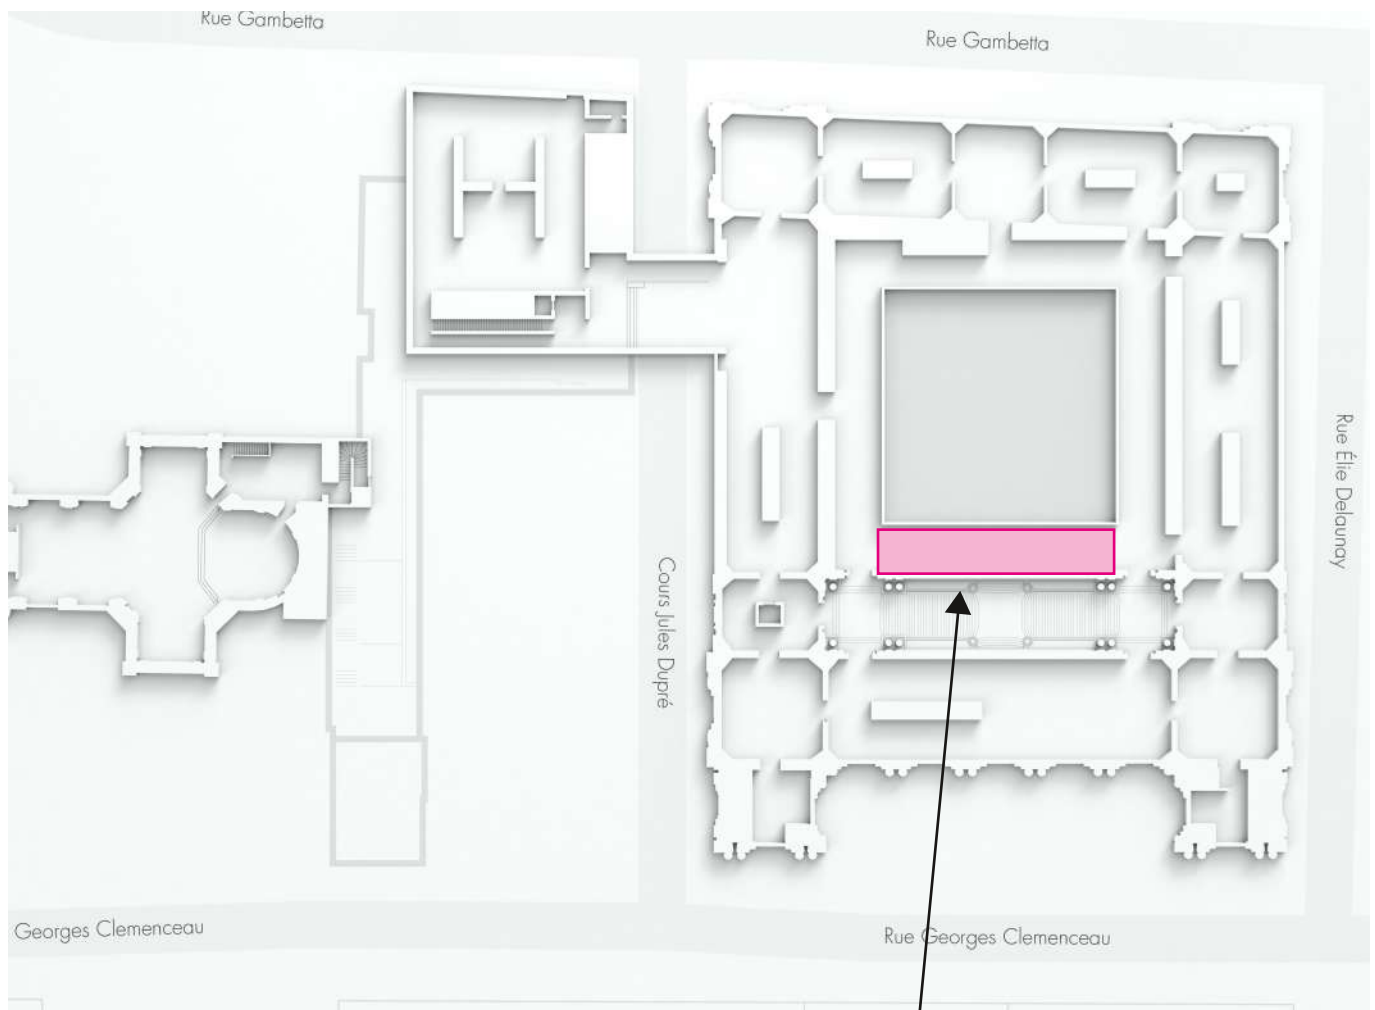 Rue Gambetta
Rue Gambetta
Rue Élie Delaunay
Cours Jules Dupré
Georges Clemenceau
Rue Georges Clemenceau